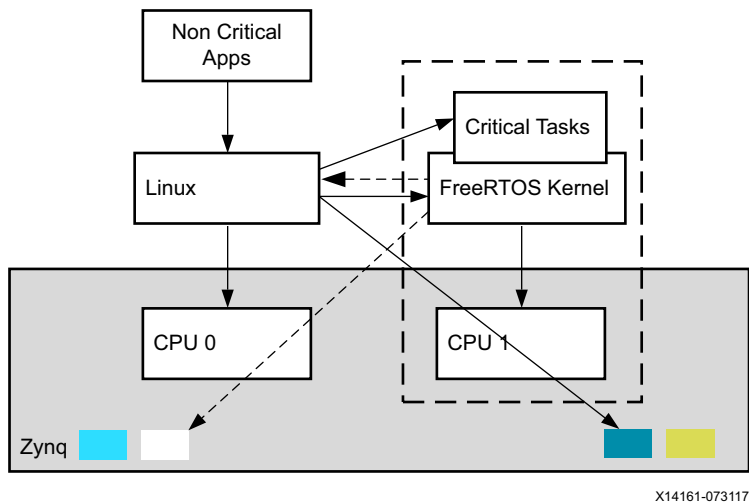 Non Critical
Apps
Critical Tasks
Linux
FreeRTOS Kernel
CPU 0
CPU 1
Zynq
X14161-073117